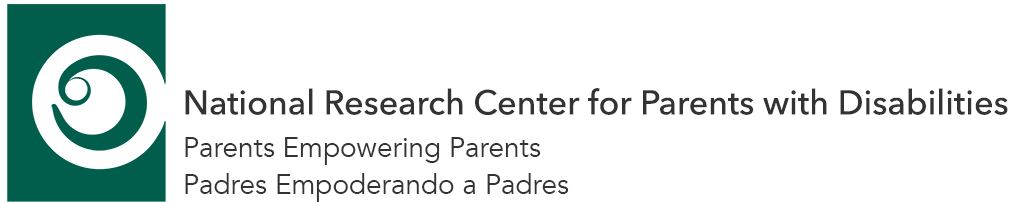 National Research Center for Parents with Disabilities
Parents Empowering Parents
Padres Empoderando a Padres